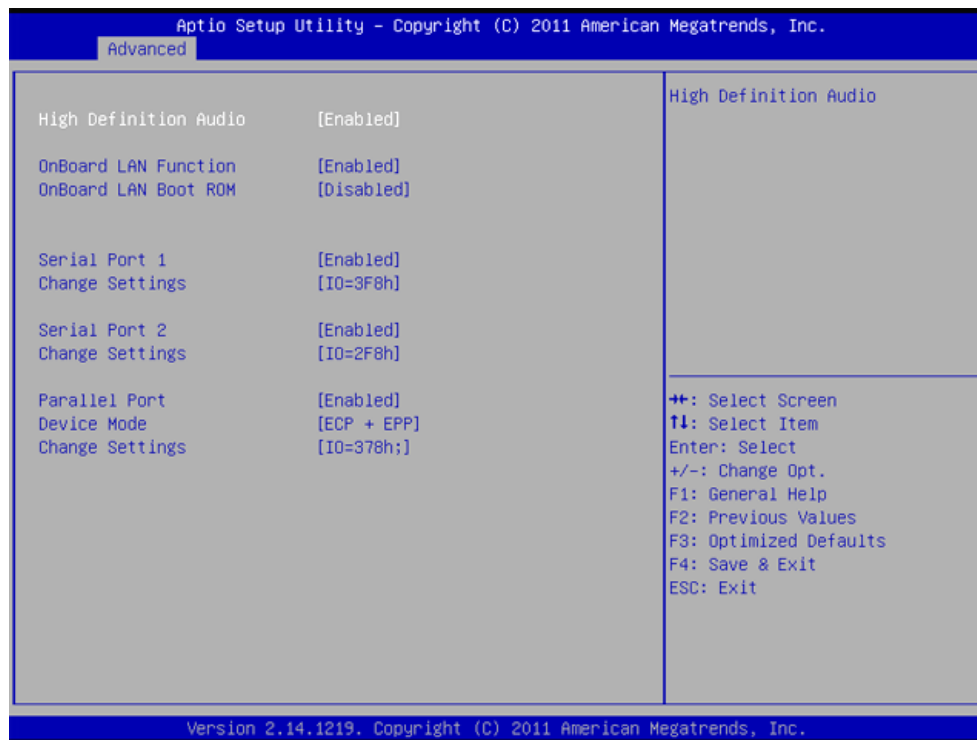 Aptio Setup Utility – Copyright (C) 2011 American Megatrends, Inc.
Advanced
High Definition Audio [Enabled]
OnBoard LAN Function [Enabled]
OnBoard LAN Boot ROM [Disabled]
Serial Port 1 [Enabled]
Change Settings [IO=3F8h]
Serial Port 2 [Enabled]
Change Settings [IO=2F8h]
Parallel Port [Enabled]
Device Mode [ECP + EPP]
Change Settings [IO=378h;]
High Definition Audio
→←: Select Screen
↑↓: Select Item
Enter: Select
+/-: Change Opt.
F1: General Help
F2: Previous Values
F3: Optimized Defaults
F4: Save & Exit
ESC: Exit
Version 2.14.1219. Copyright (C) 2011 American Megatrends, Inc.